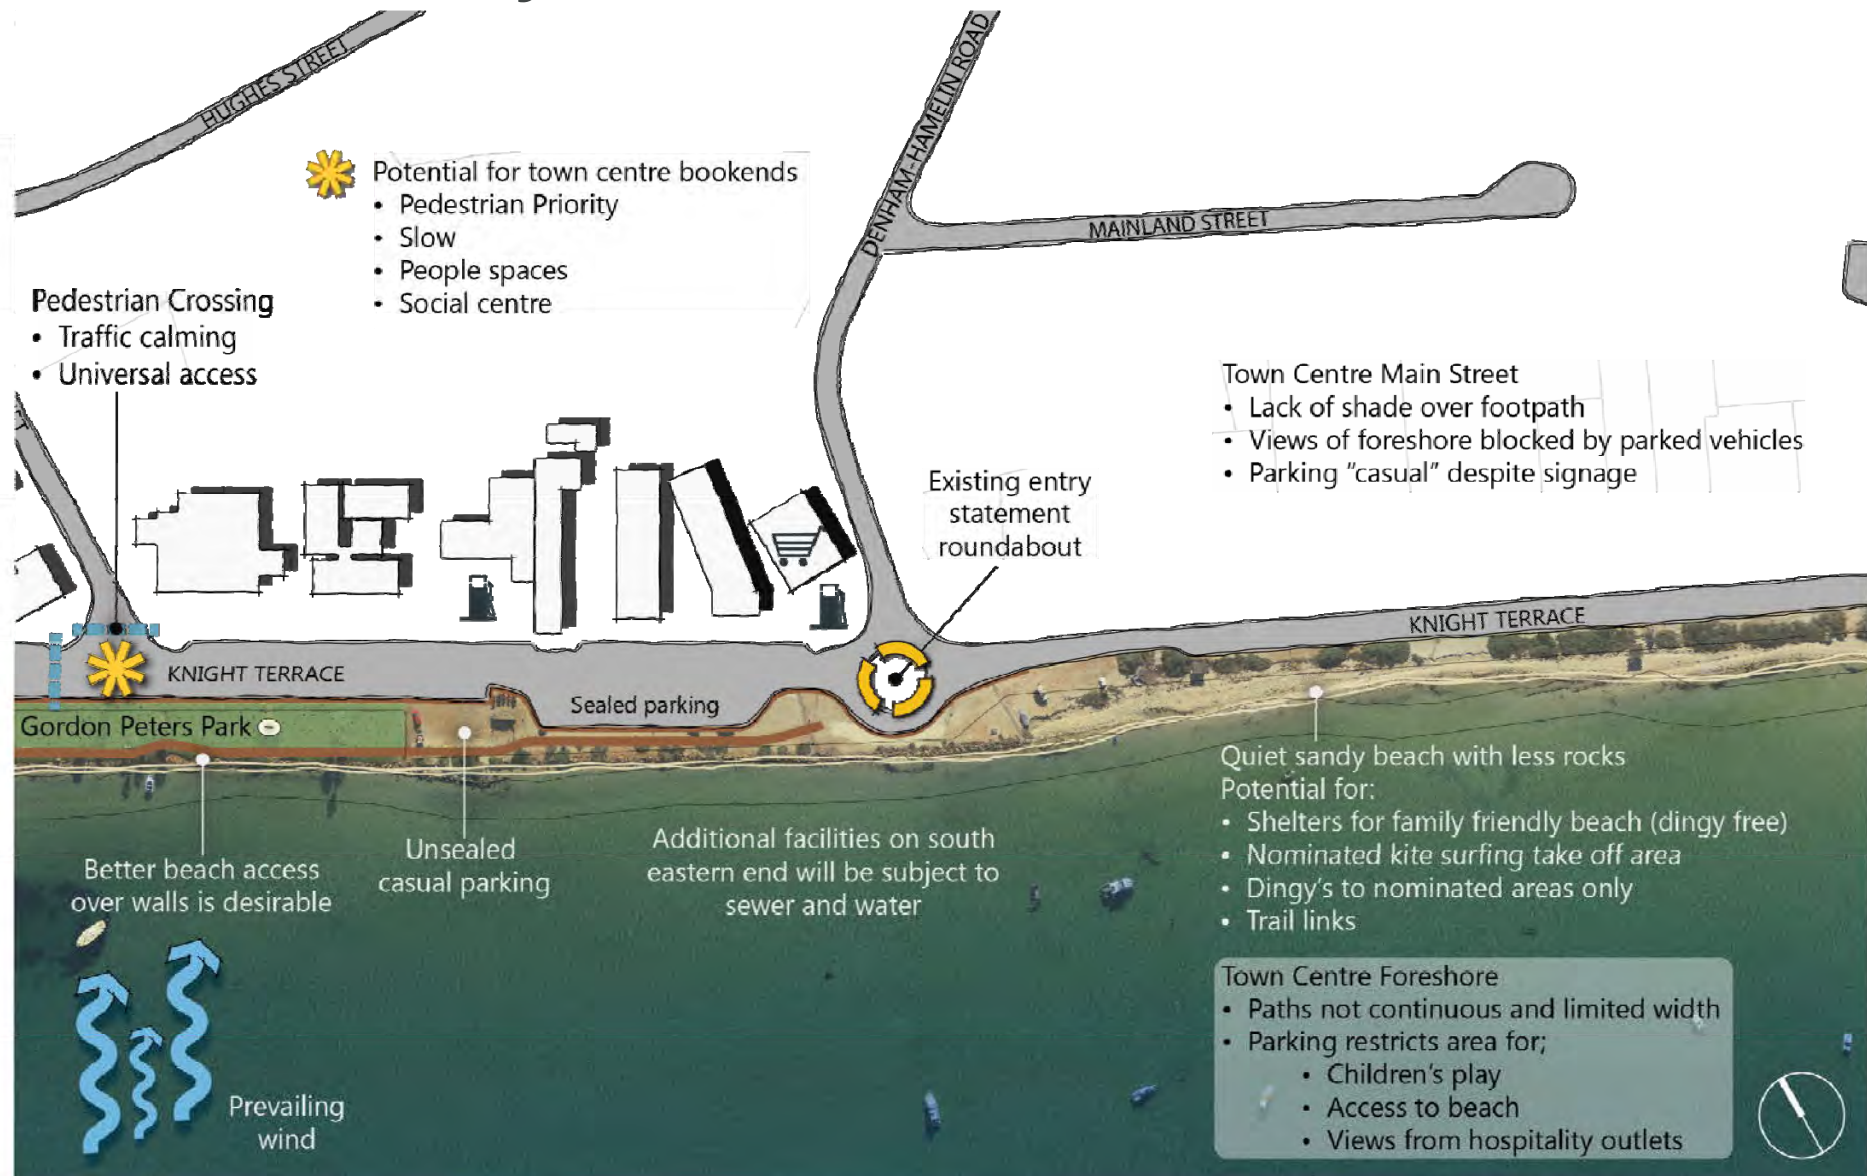 HUGHES STREET
DENHAM-HAMELIN ROAD
MAINLAND STREET
Potential for town centre bookends
• Pedestrian Priority
• Slow
• People spaces
• Social centre
Pedestrian Crossing
• Traffic calming
• Universal access
Town Centre Main Street
• Lack of shade over footpath
• Views of foreshore blocked by parked vehicles
• Parking "casual" despite signage
Existing entry
statement
roundabout
KNIGHT TERRACE
KNIGHT TERRACE
Sealed parking
Gordon Peters Park
Quiet sandy beach with less rocks
Potential for:
• Shelters for family friendly beach (dingy free)
• Nominated kite surfing take off area
• Dingy's to nominated areas only
• Trail links
Better beach access
over walls is desirable
Unsealed
casual parking
Additional facilities on south
eastern end will be subject to
sewer and water
Town Centre Foreshore
• Paths not continuous and limited width
• Parking restricts area for;
• Children's play
• Access to beach
• Views from hospitality outlets
Prevailing
wind